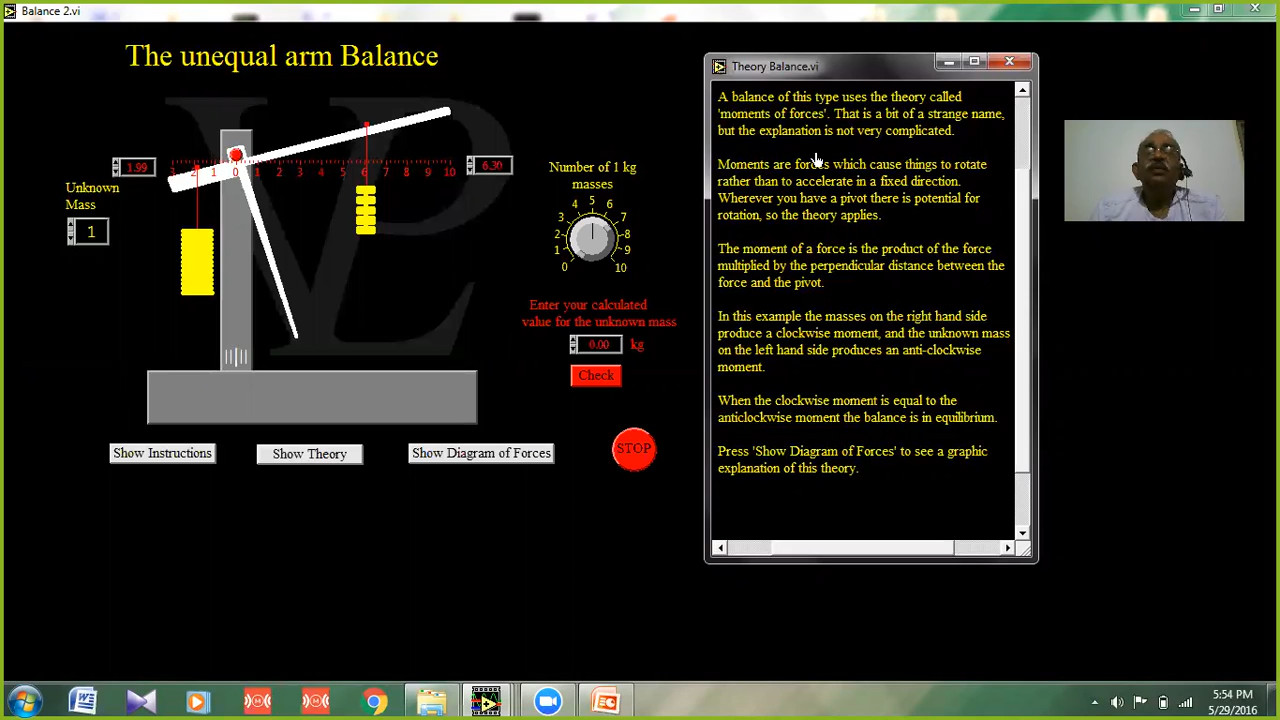 Balance 2.vi
The unequal arm Balance
1.99
3 2 1 0 1 2 3 4 5 6 7 8 9 10
6.30
Unknown
Mass
1
Number of 1 kg
masses
0 1 2 3 4 5 6 7 8 9 10
Enter your calculated
value for the unknown mass
0.00 kg
Check
Show Instructions
Show Theory
Show Diagram of Forces
STOP
Theory Balance.vi
A balance of this type uses the theory called
'moments of forces'. That is a bit of a strange name,
but the explanation is not very complicated.
Moments are forces which cause things to rotate
rather than to accelerate in a fixed direction.
Wherever you have a pivot there is potential for
rotation, so the theory applies.
The moment of a force is the product of the force
multiplied by the perpendicular distance between the
force and the pivot.
In this example the masses on the right hand side
produce a clockwise moment, and the unknown mass
on the left hand side produces an anti-clockwise
moment.
When the clockwise moment is equal to the
anticlockwise moment the balance is in equilibrium.
Press 'Show Diagram of Forces' to see a graphic
explanation of this theory.
5:54 PM
5/29/2016